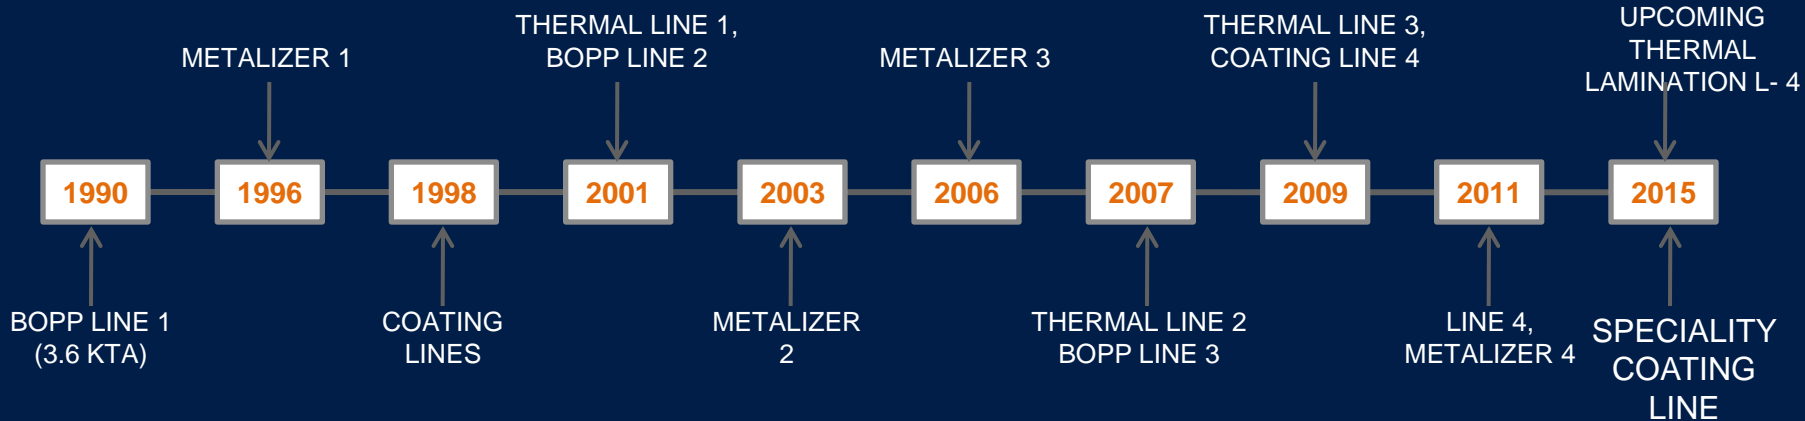 UPCOMING
THERMAL
LAMINATION L- 4
THERMAL LINE 1,
BOPP LINE 2
THERMAL LINE 3,
COATING LINE 4
METALIZER 1
METALIZER 3
1990
1996
1998
2001
2003
2006
2007
2009
2011
2015
BOPP LINE 1
(3.6 KTA)
COATING
LINES
METALIZER
2
THERMAL LINE 2
BOPP LINE 3
LINE 4,
METALIZER 4
SPECIALITY
COATING
LINE